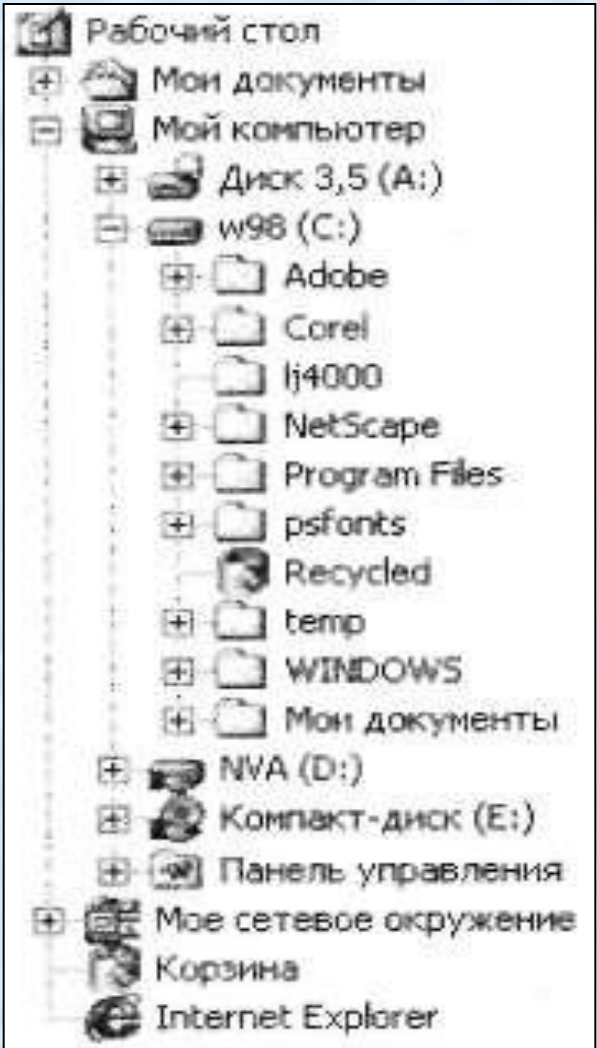 Рабочий стол
Мои документы
Мой компьютер
Диск 3,5 (A:)
w98 (C:)
Adobe
Corel
lj4000
NetScape
Program Files
psfonts
Recycled
temp
WINDOWS
Мои документы
NVA (D:)
Компакт-диск (E:)
Панель управления
Мое сетевое окружение
Корзина
Internet Explorer